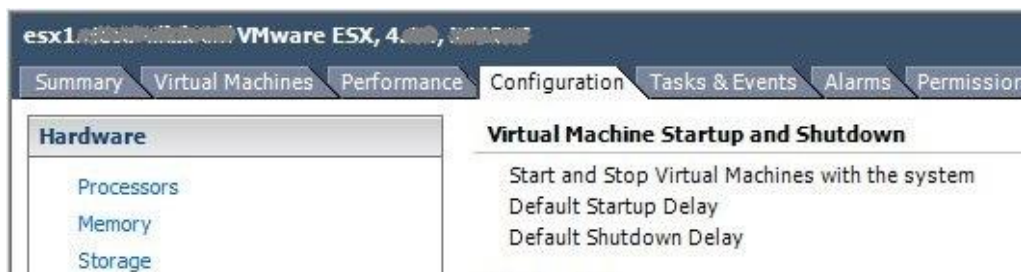 esx1. VMware ESX, 4.
Summary Virtual Machines Performance Configuration Tasks & Events Alarms Permission
Hardware
Processors
Memory
Storage
Virtual Machine Startup and Shutdown
Start and Stop Virtual Machines with the system
Default Startup Delay
Default Shutdown Delay